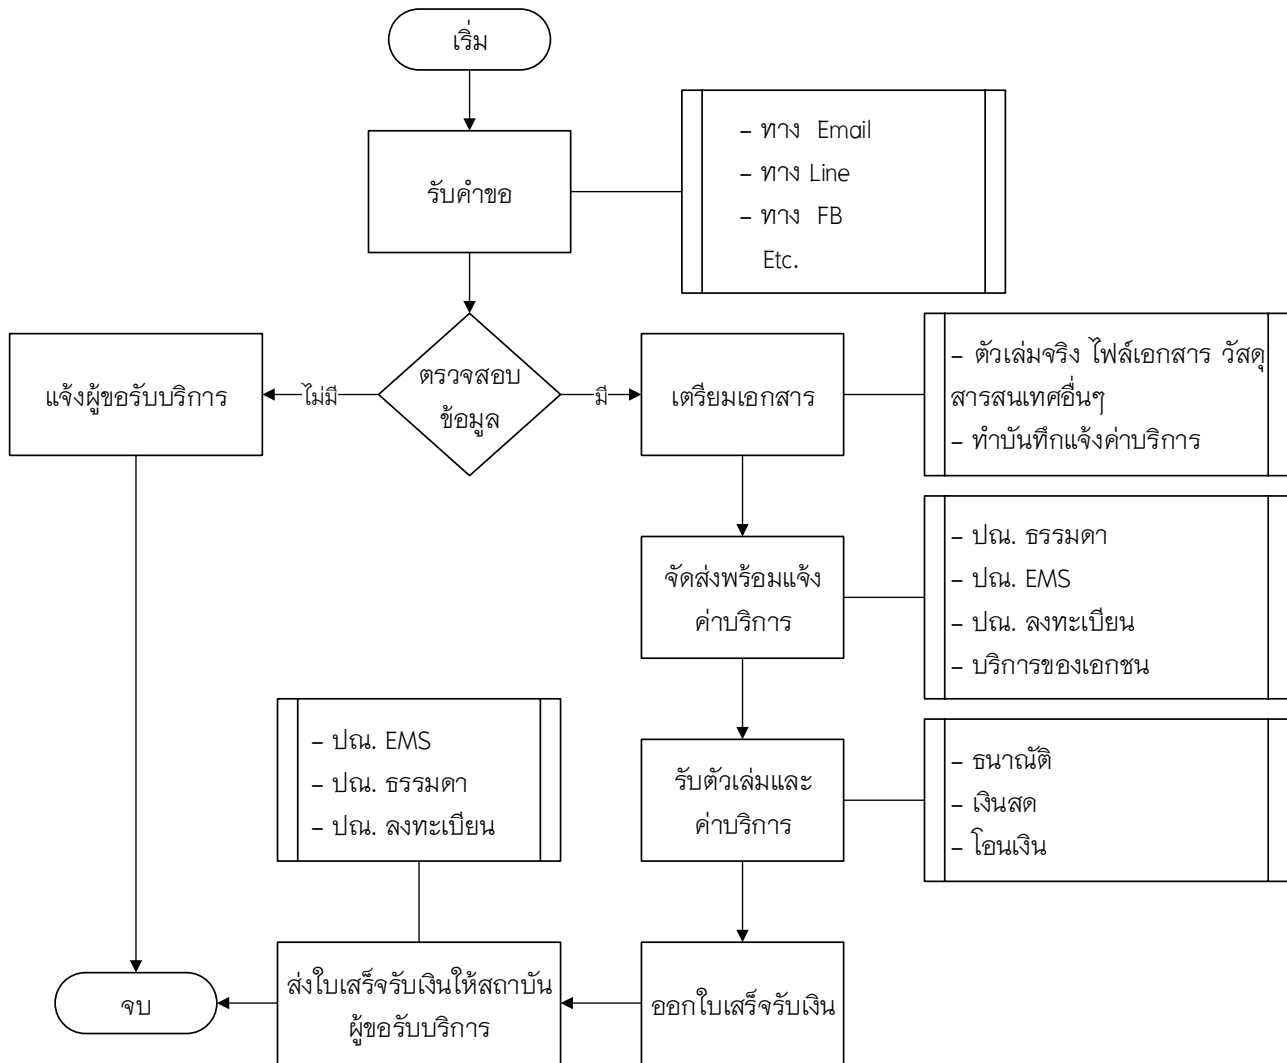 เริ่ม
รับคำขอ
– ทาง Email
– ทาง Line
– ทาง FB
Etc.
ตรวจสอบ
ข้อมูล
ไม่มี
มี
แจ้งผู้ขอรับบริการ
เตรียมเอกสาร
– ตัวเล่มจริง ไฟล์เอกสาร วัสดุ
สารสนเทศอื่นๆ
– ทำบันทึกแจ้งค่าบริการ
จัดส่งพร้อมแจ้ง
ค่าบริการ
– ปณ. ธรรมดา
– ปณ. EMS
– ปณ. ลงทะเบียน
– บริการของเอกชน
รับตัวเล่มและ
ค่าบริการ
– ธนาณัติ
– เงินสด
– โอนเงิน
– ปณ. EMS
– ปณ. ธรรมดา
– ปณ. ลงทะเบียน
ออกใบเสร็จรับเงิน
ส่งใบเสร็จรับเงินให้สถาบัน
ผู้ขอรับบริการ
จบ